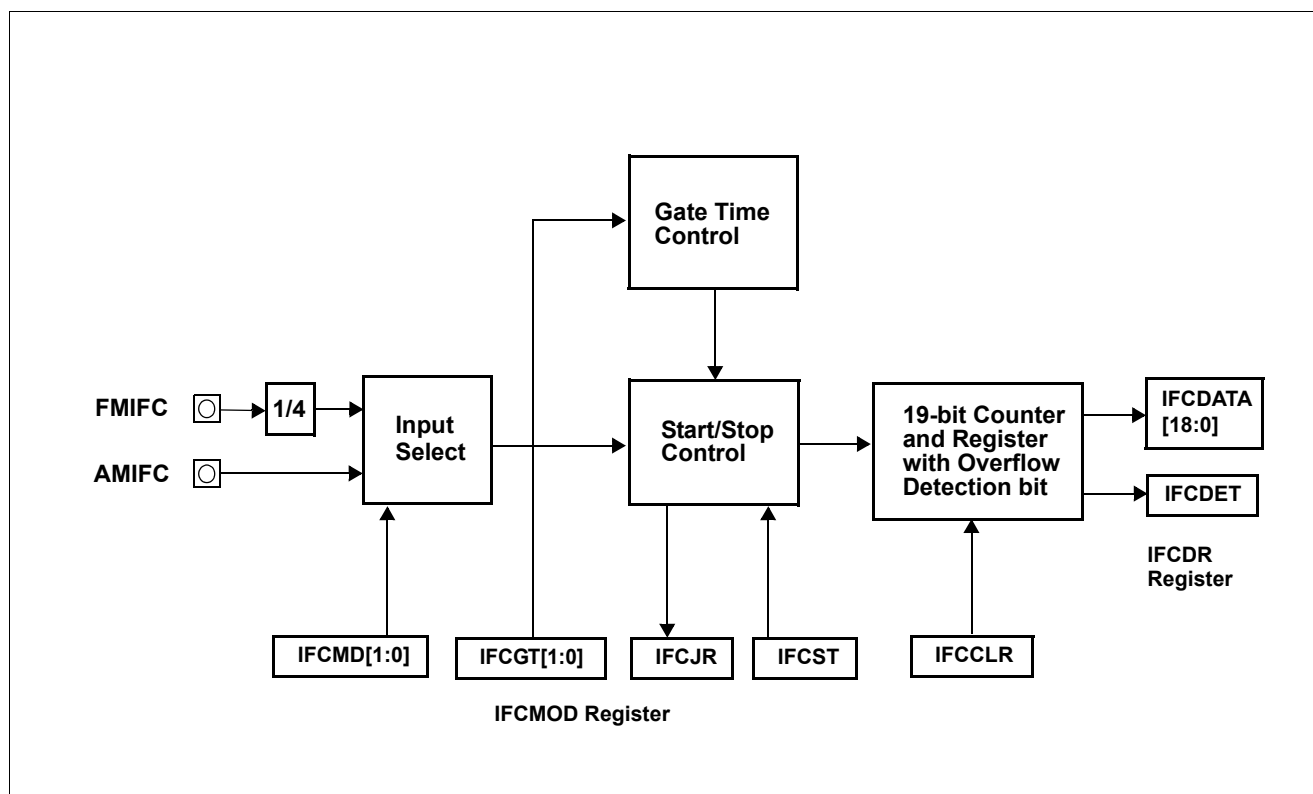 Gate Time
Control
FMIFC
1/4
AMIFC
Input
Select
Start/Stop
Control
19-bit Counter
and Register
with Overflow
Detection bit
IFCDATA
[18:0]
IFCDET
IFCDR
Register
IFCMD[1:0]
IFCGT[1:0]
IFCJR
IFCST
IFCCLR
IFCMOD Register